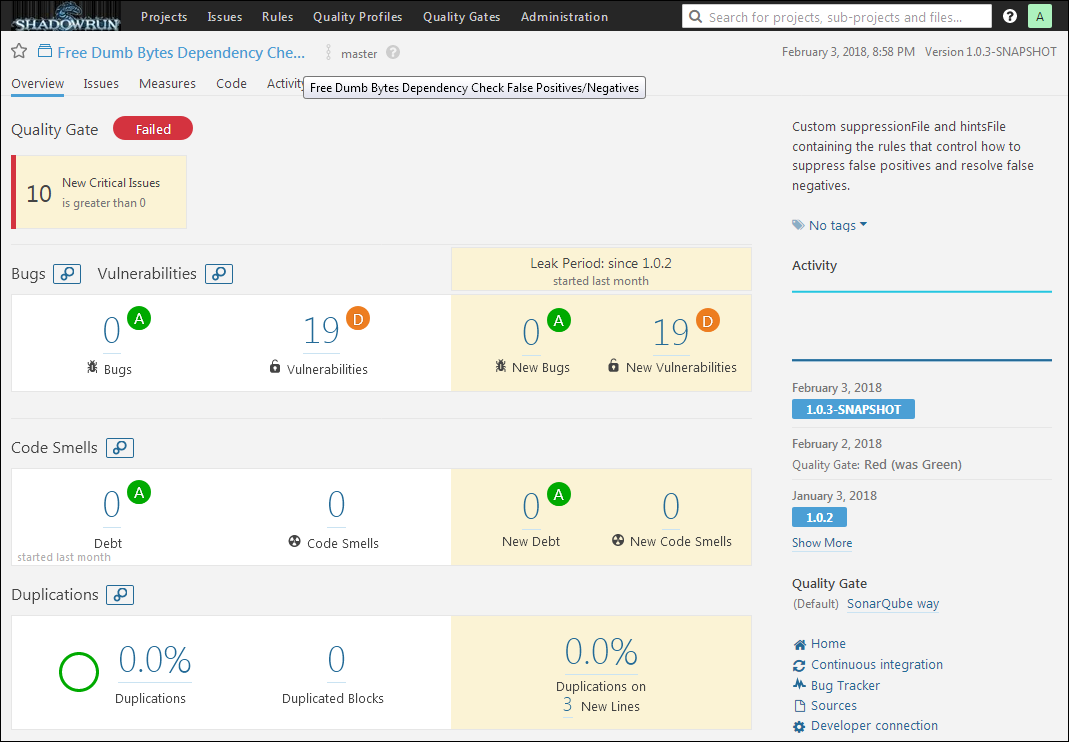 SHADOWRUN Projects Issues Rules Quality Profiles Quality Gates Administration Search for projects, sub-projects and files... ? A
Free Dumb Bytes Dependency Che... master ? February 3, 2018, 8:58 PM Version 1.0.3-SNAPSHOT
Overview Issues Measures Code Activit
Free Dumb Bytes Dependency Check False Positives/Negatives
Quality Gate Failed
10 New Critical Issues
is greater than 0
Bugs Vulnerabilities
Leak Period: since 1.0.2
started last month
0 A 19 D 0 A 19 D
Bugs Vulnerabilities New Bugs New Vulnerabilities
Code Smells
0 A 0 0 A 0
Debt Code Smells New Debt New Code Smells
started last month
Duplications
0.0% 0 0.0%
Duplications Duplicated Blocks Duplications on
3 New Lines
Custom suppressionFile and hintsFile
containing the rules that control how to
suppress false positives and resolve false
negatives.
No tags
Activity
February 3, 2018
1.0.3-SNAPSHOT
February 2, 2018
Quality Gate: Red (was Green)
January 3, 2018
1.0.2
Show More
Quality Gate
(Default) SonarQube way
Home
Continuous integration
Bug Tracker
Sources
Developer connection